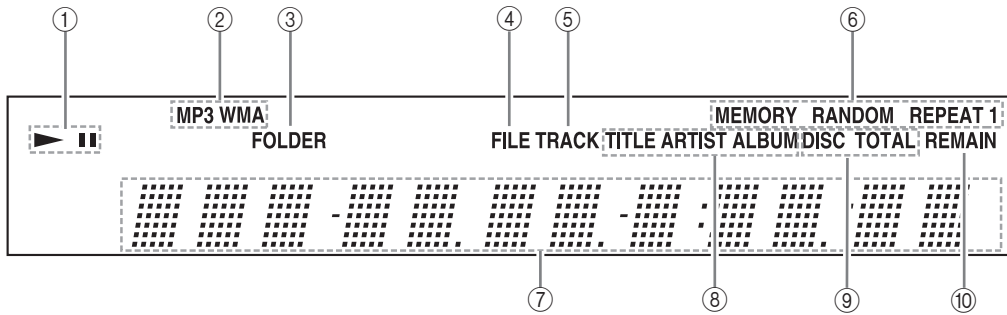 ① ② ③ ④ ⑤ ⑥
MP3 WMA MEMORY RANDOM REPEAT 1
FOLDER FILE TRACK TITLE ARTIST ALBUM DISC TOTAL REMAIN
⑦ ⑧ ⑨ ⑩